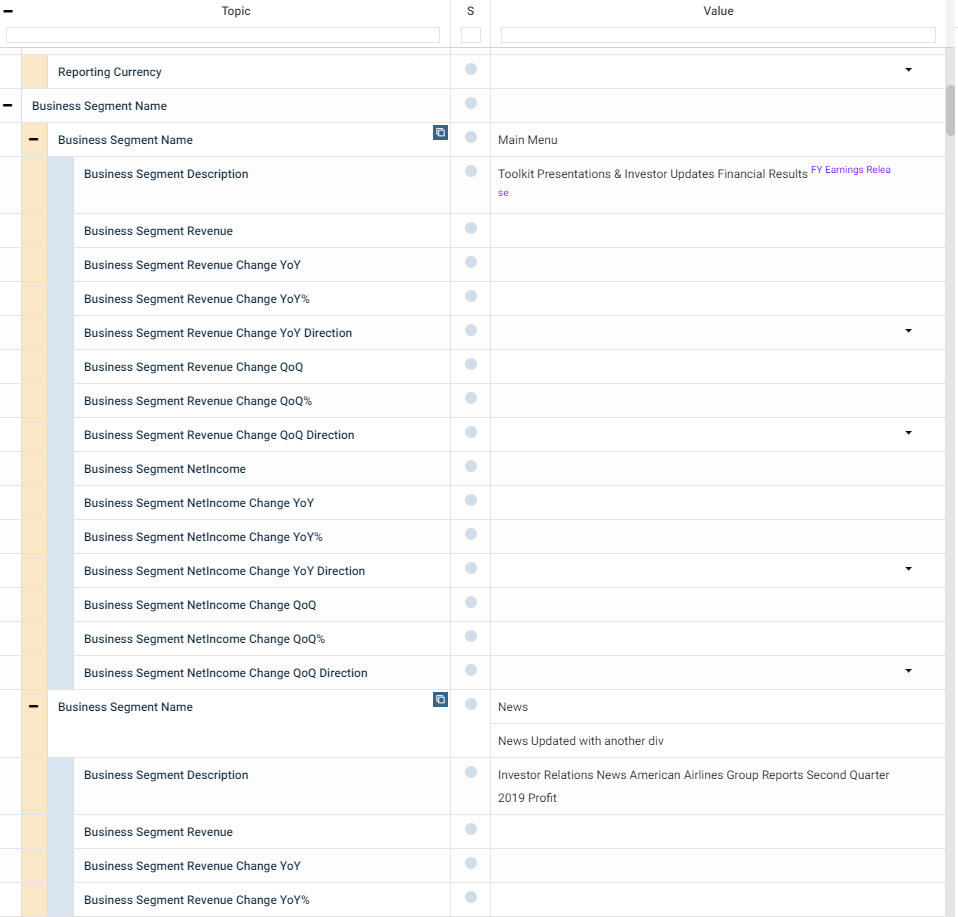 Topic S Value
Reporting Currency
Business Segment Name
Business Segment Name Main Menu
Business Segment Description Toolkit Presentations & Investor Updates Financial Results FY Earnings Relea
se
Business Segment Revenue
Business Segment Revenue Change YoY
Business Segment Revenue Change YoY%
Business Segment Revenue Change YoY Direction
Business Segment Revenue Change QoQ
Business Segment Revenue Change QoQ%
Business Segment Revenue Change QoQ Direction
Business Segment NetIncome
Business Segment NetIncome Change YoY
Business Segment NetIncome Change YoY%
Business Segment NetIncome Change YoY Direction
Business Segment NetIncome Change QoQ
Business Segment NetIncome Change QoQ%
Business Segment NetIncome Change QoQ Direction
Business Segment Name News
News Updated with another div
Business Segment Description Investor Relations News American Airlines Group Reports Second Quarter
2019 Profit
Business Segment Revenue
Business Segment Revenue Change YoY
Business Segment Revenue Change YoY%